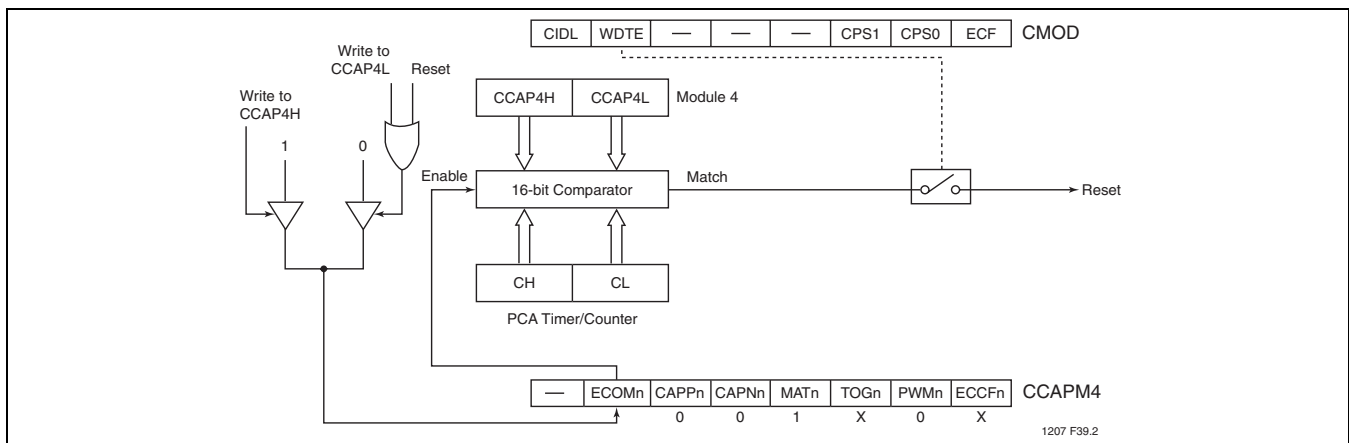 CIDL WDTE — — — CPS1 CPS0 ECF CMOD
Write to
CCAP4L
Reset
Write to
CCAP4H
CCAP4H CCAP4L Module 4
1 0
Enable
16-bit Comparator
Match
Reset
CH CL
PCA Timer/Counter
— ECOMn CAPPn CAPNn MATn TOGn PWMn ECCFn CCAPM4
0 0 1 X 0 X
1207 F39.2